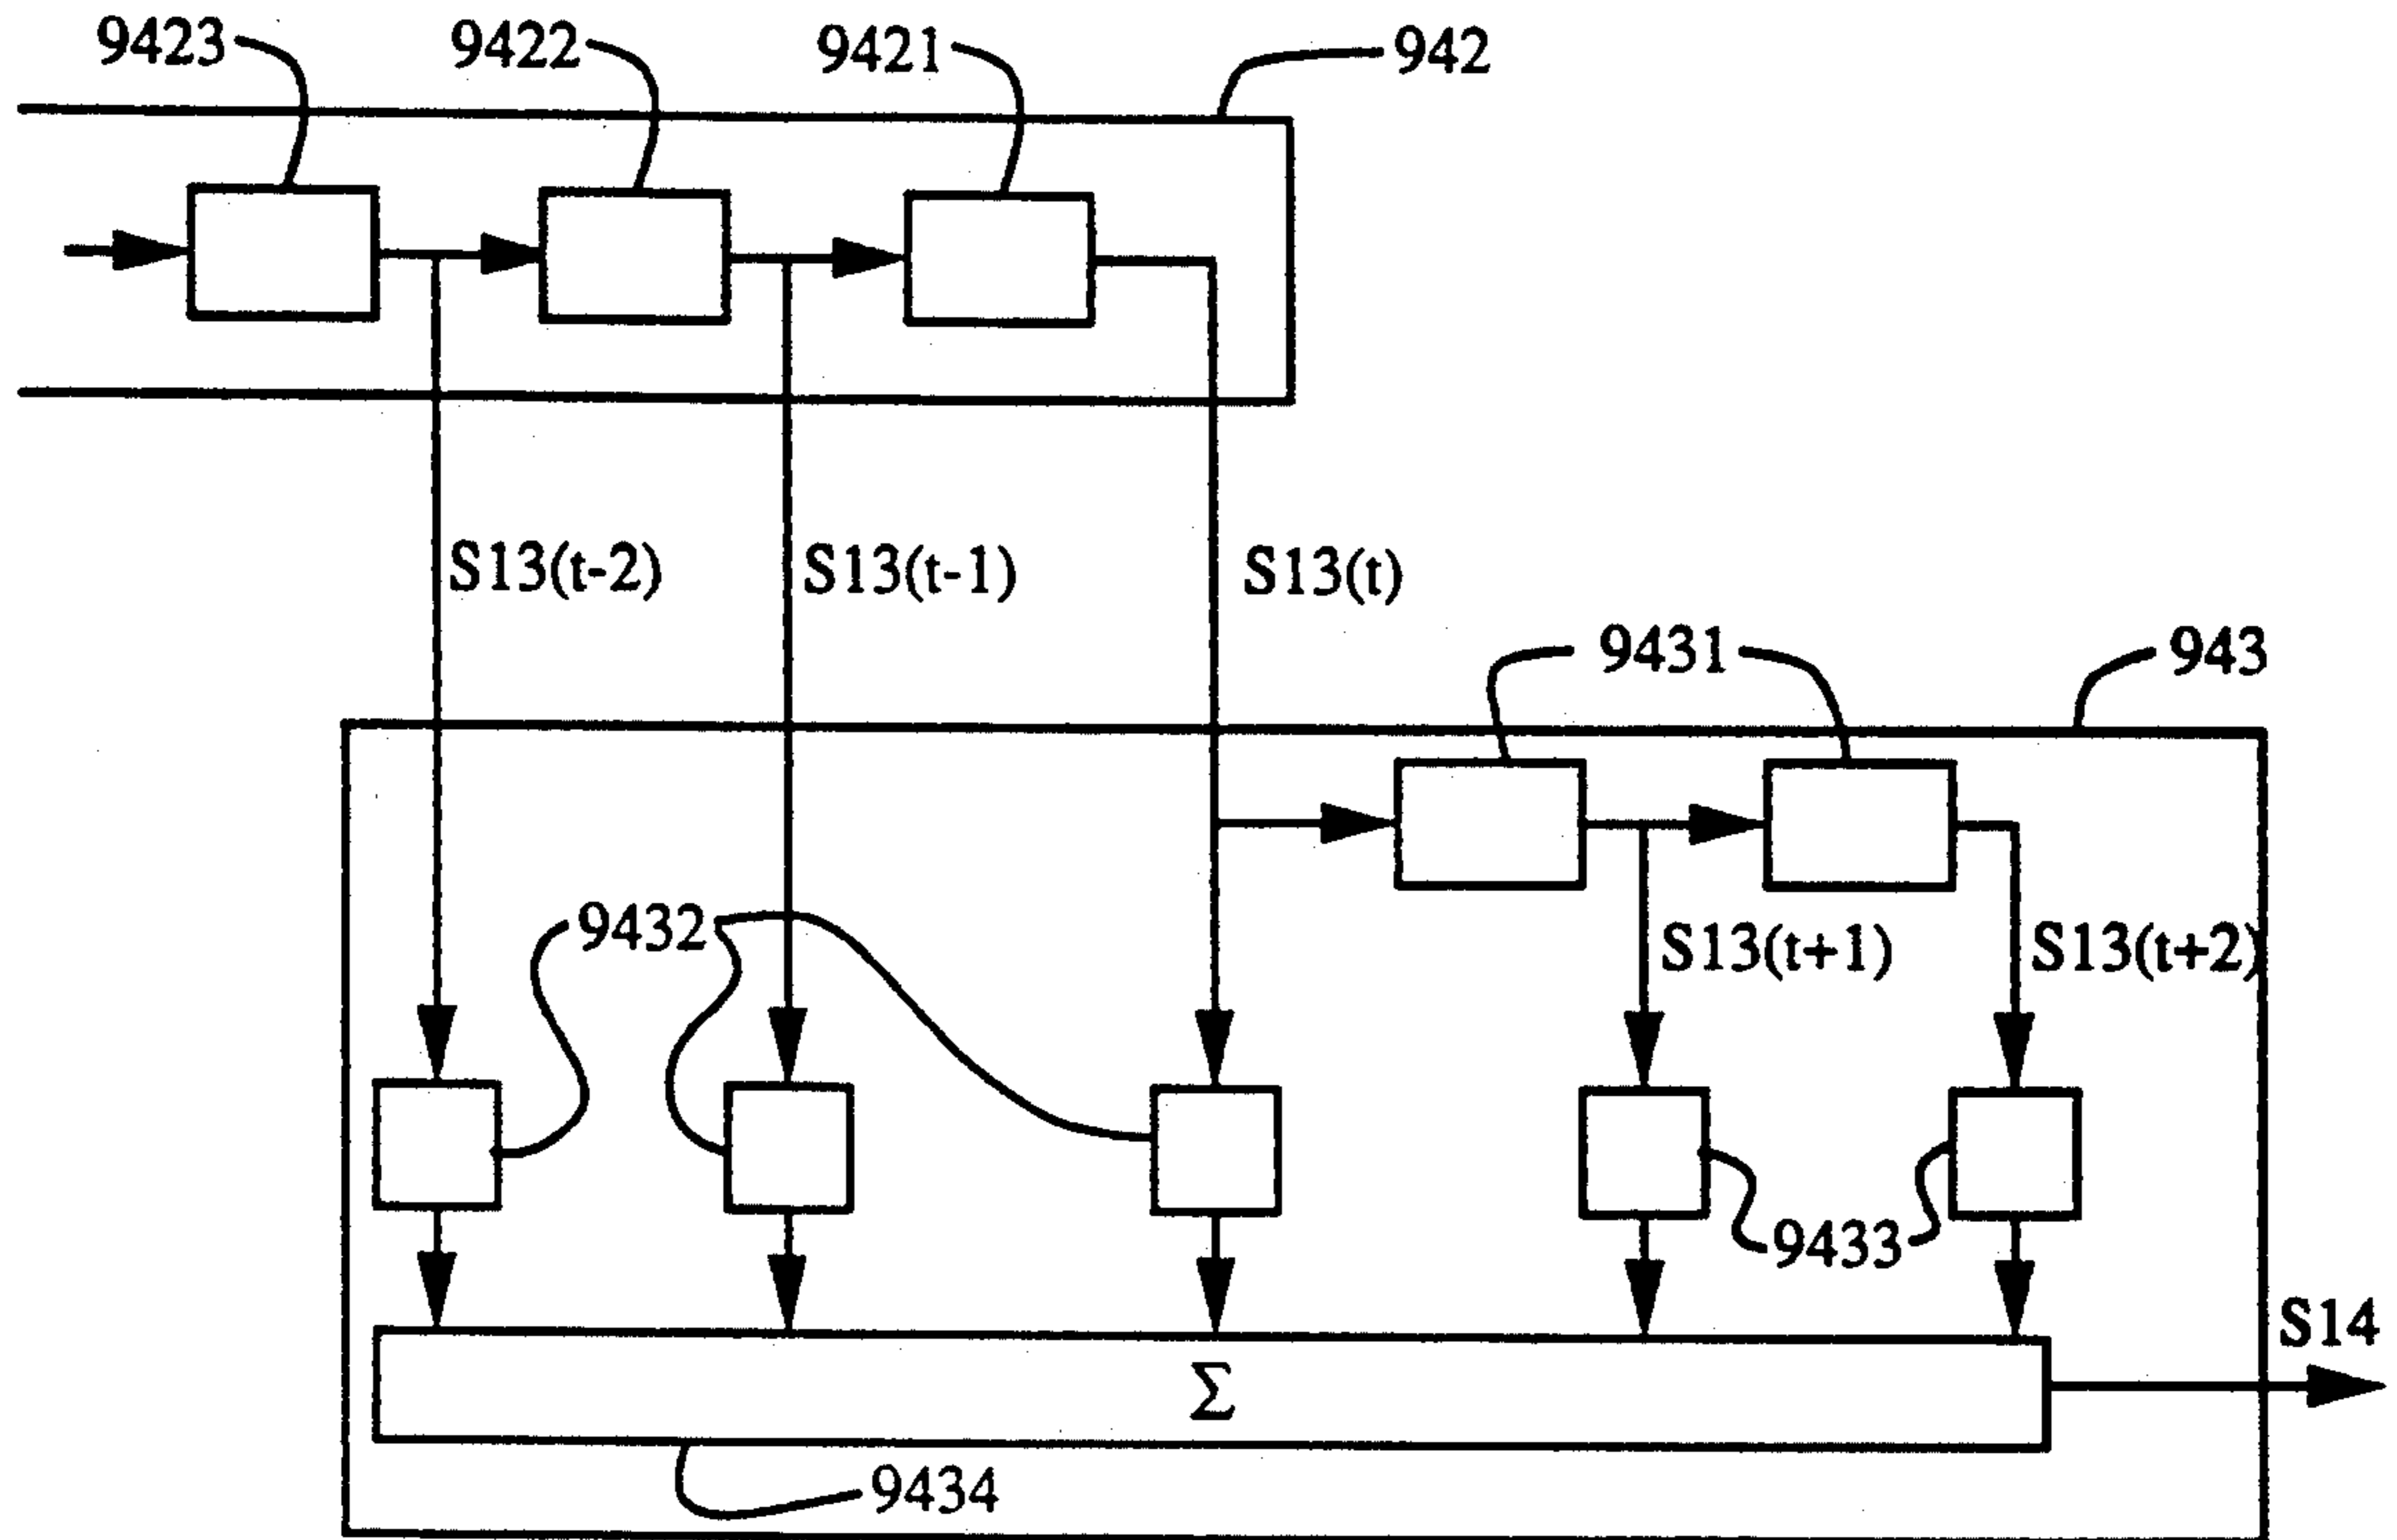 9423
9422
9421
942
S13(t-2)
S13(t-1)
S13(t)
9431
943
9432
S13(t+1)
S13(t+2)
9433
S14
Σ
9434